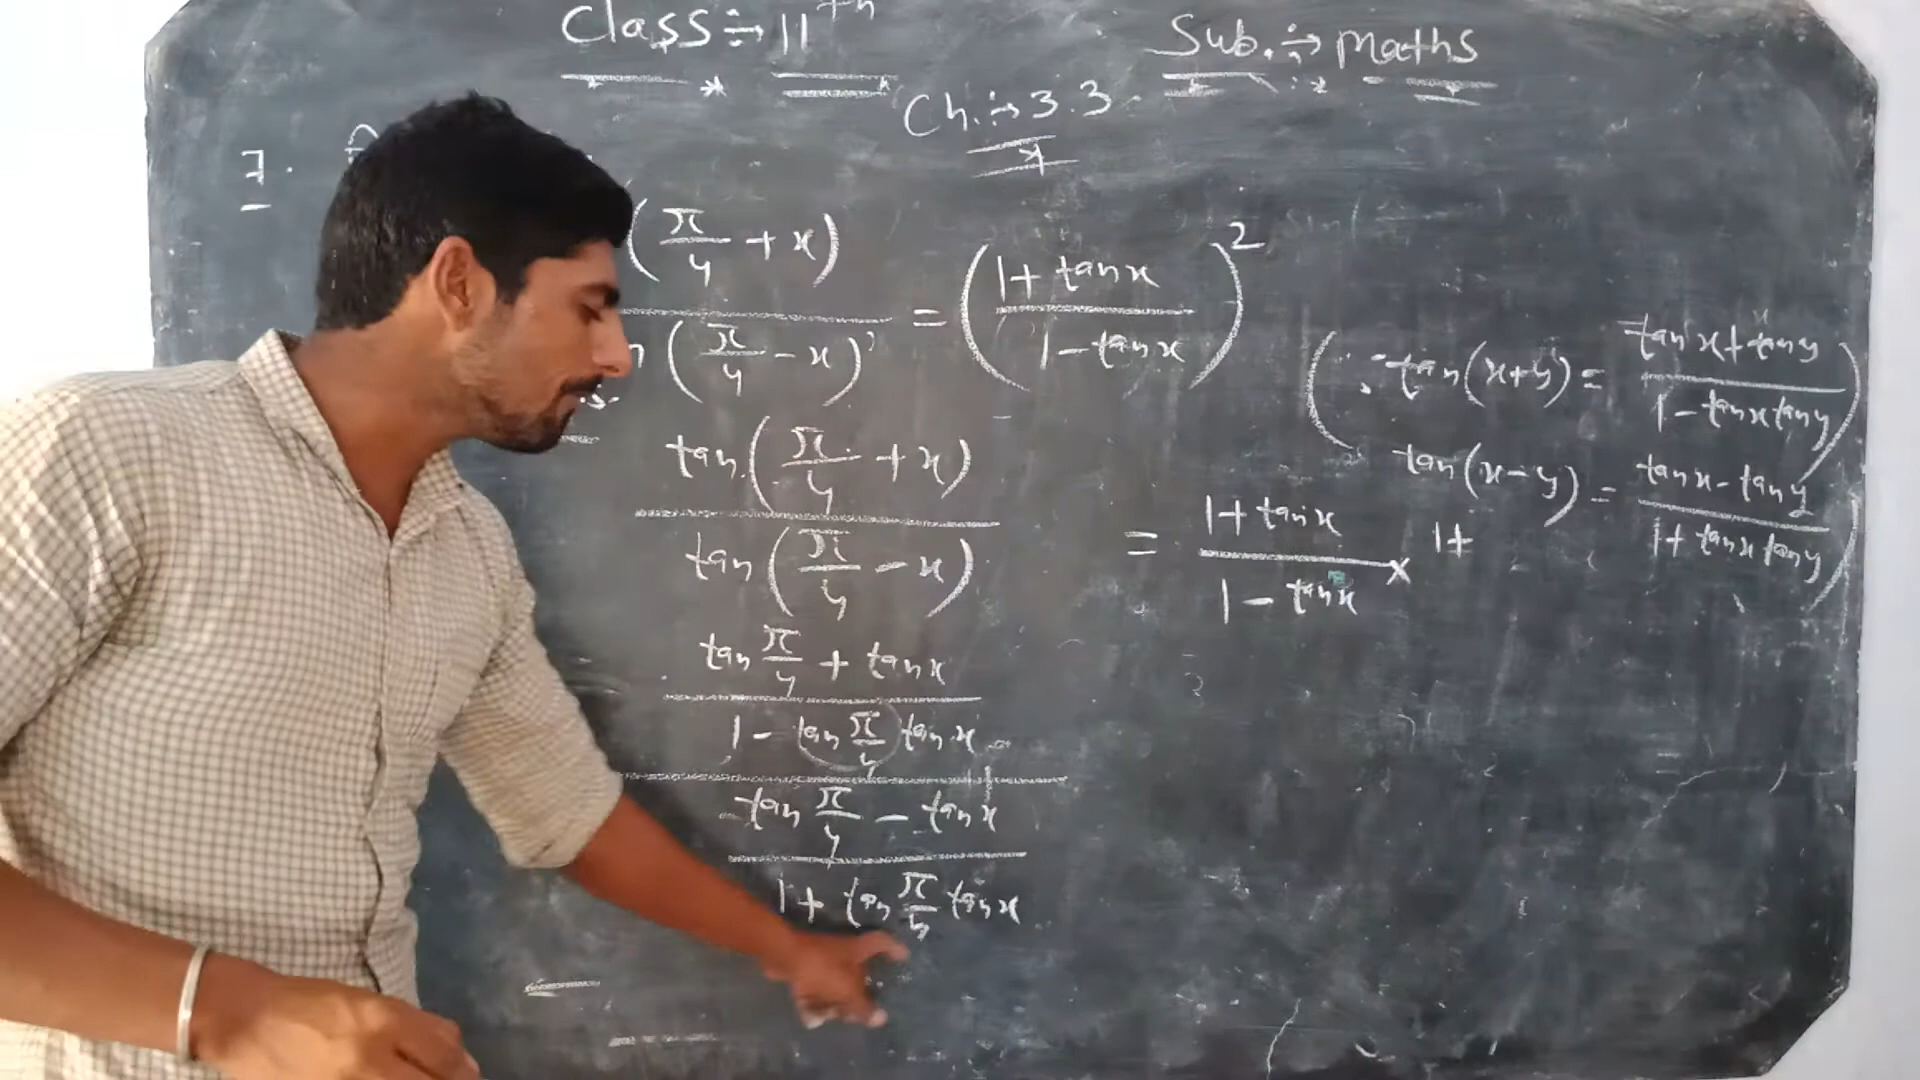 Class ÷→ 11th
Sub. ÷→ Maths
Ch. ÷→ 3.3
7.
(π/4 + x)
(π/4 - x)
= ((1 + tanx)/(1 - tanx))²
(∵ tan(x+y) = (tanx + tany)/(1 - tanx tany))
tan(x-y) = (tanx - tany)/(1 + tanx tany))
tan(π/4 + x)
tan(π/4 - x)
= (1 + tanx)/(1 - tanx) × 1+
tan π/4 + tanx
1 - tan π/4 tanx
tan π/4 - tanx
1 + tan π/4 tanx